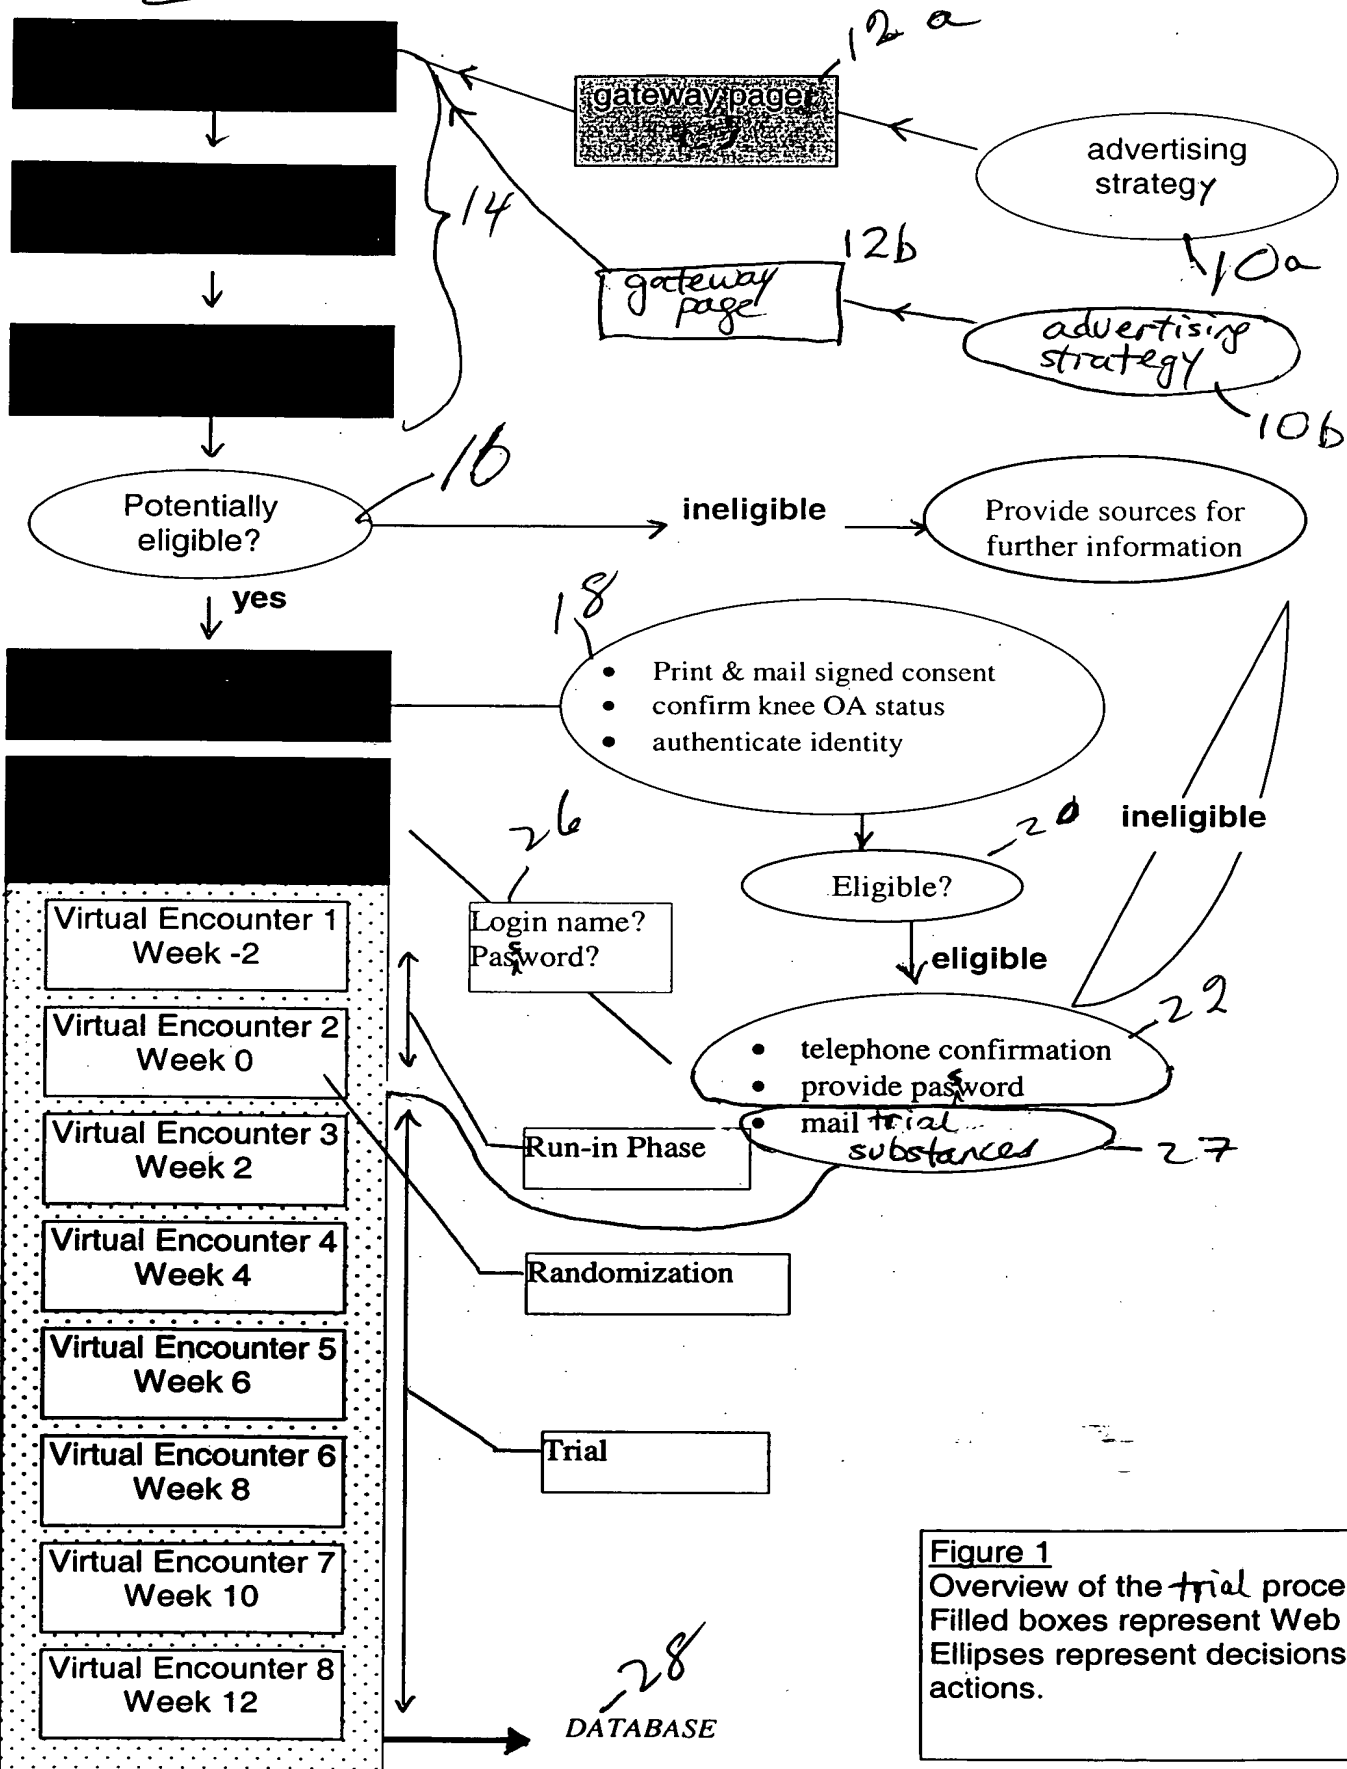 12a
gateway pager
advertising
strategy
10a
14
12b
gateway
page
advertising
strategy
10b
16
Potentially
eligible?
ineligible
Provide sources for
further information
yes
18
• Print & mail signed consent
• confirm knee OA status
• authenticate identity
ineligible
26
20
Eligible?
Login name?
Password?
eligible
22
• telephone confirmation
• provide password
• mail trial
substances
27
Virtual Encounter 1
Week -2
Virtual Encounter 2
Week 0
Virtual Encounter 3
Week 2
Virtual Encounter 4
Week 4
Virtual Encounter 5
Week 6
Virtual Encounter 6
Week 8
Virtual Encounter 7
Week 10
Virtual Encounter 8
Week 12
Run-in Phase
Randomization
Trial
28
DATABASE
Figure 1
Overview of the trial proce
Filled boxes represent Web
Ellipses represent decisions
actions.